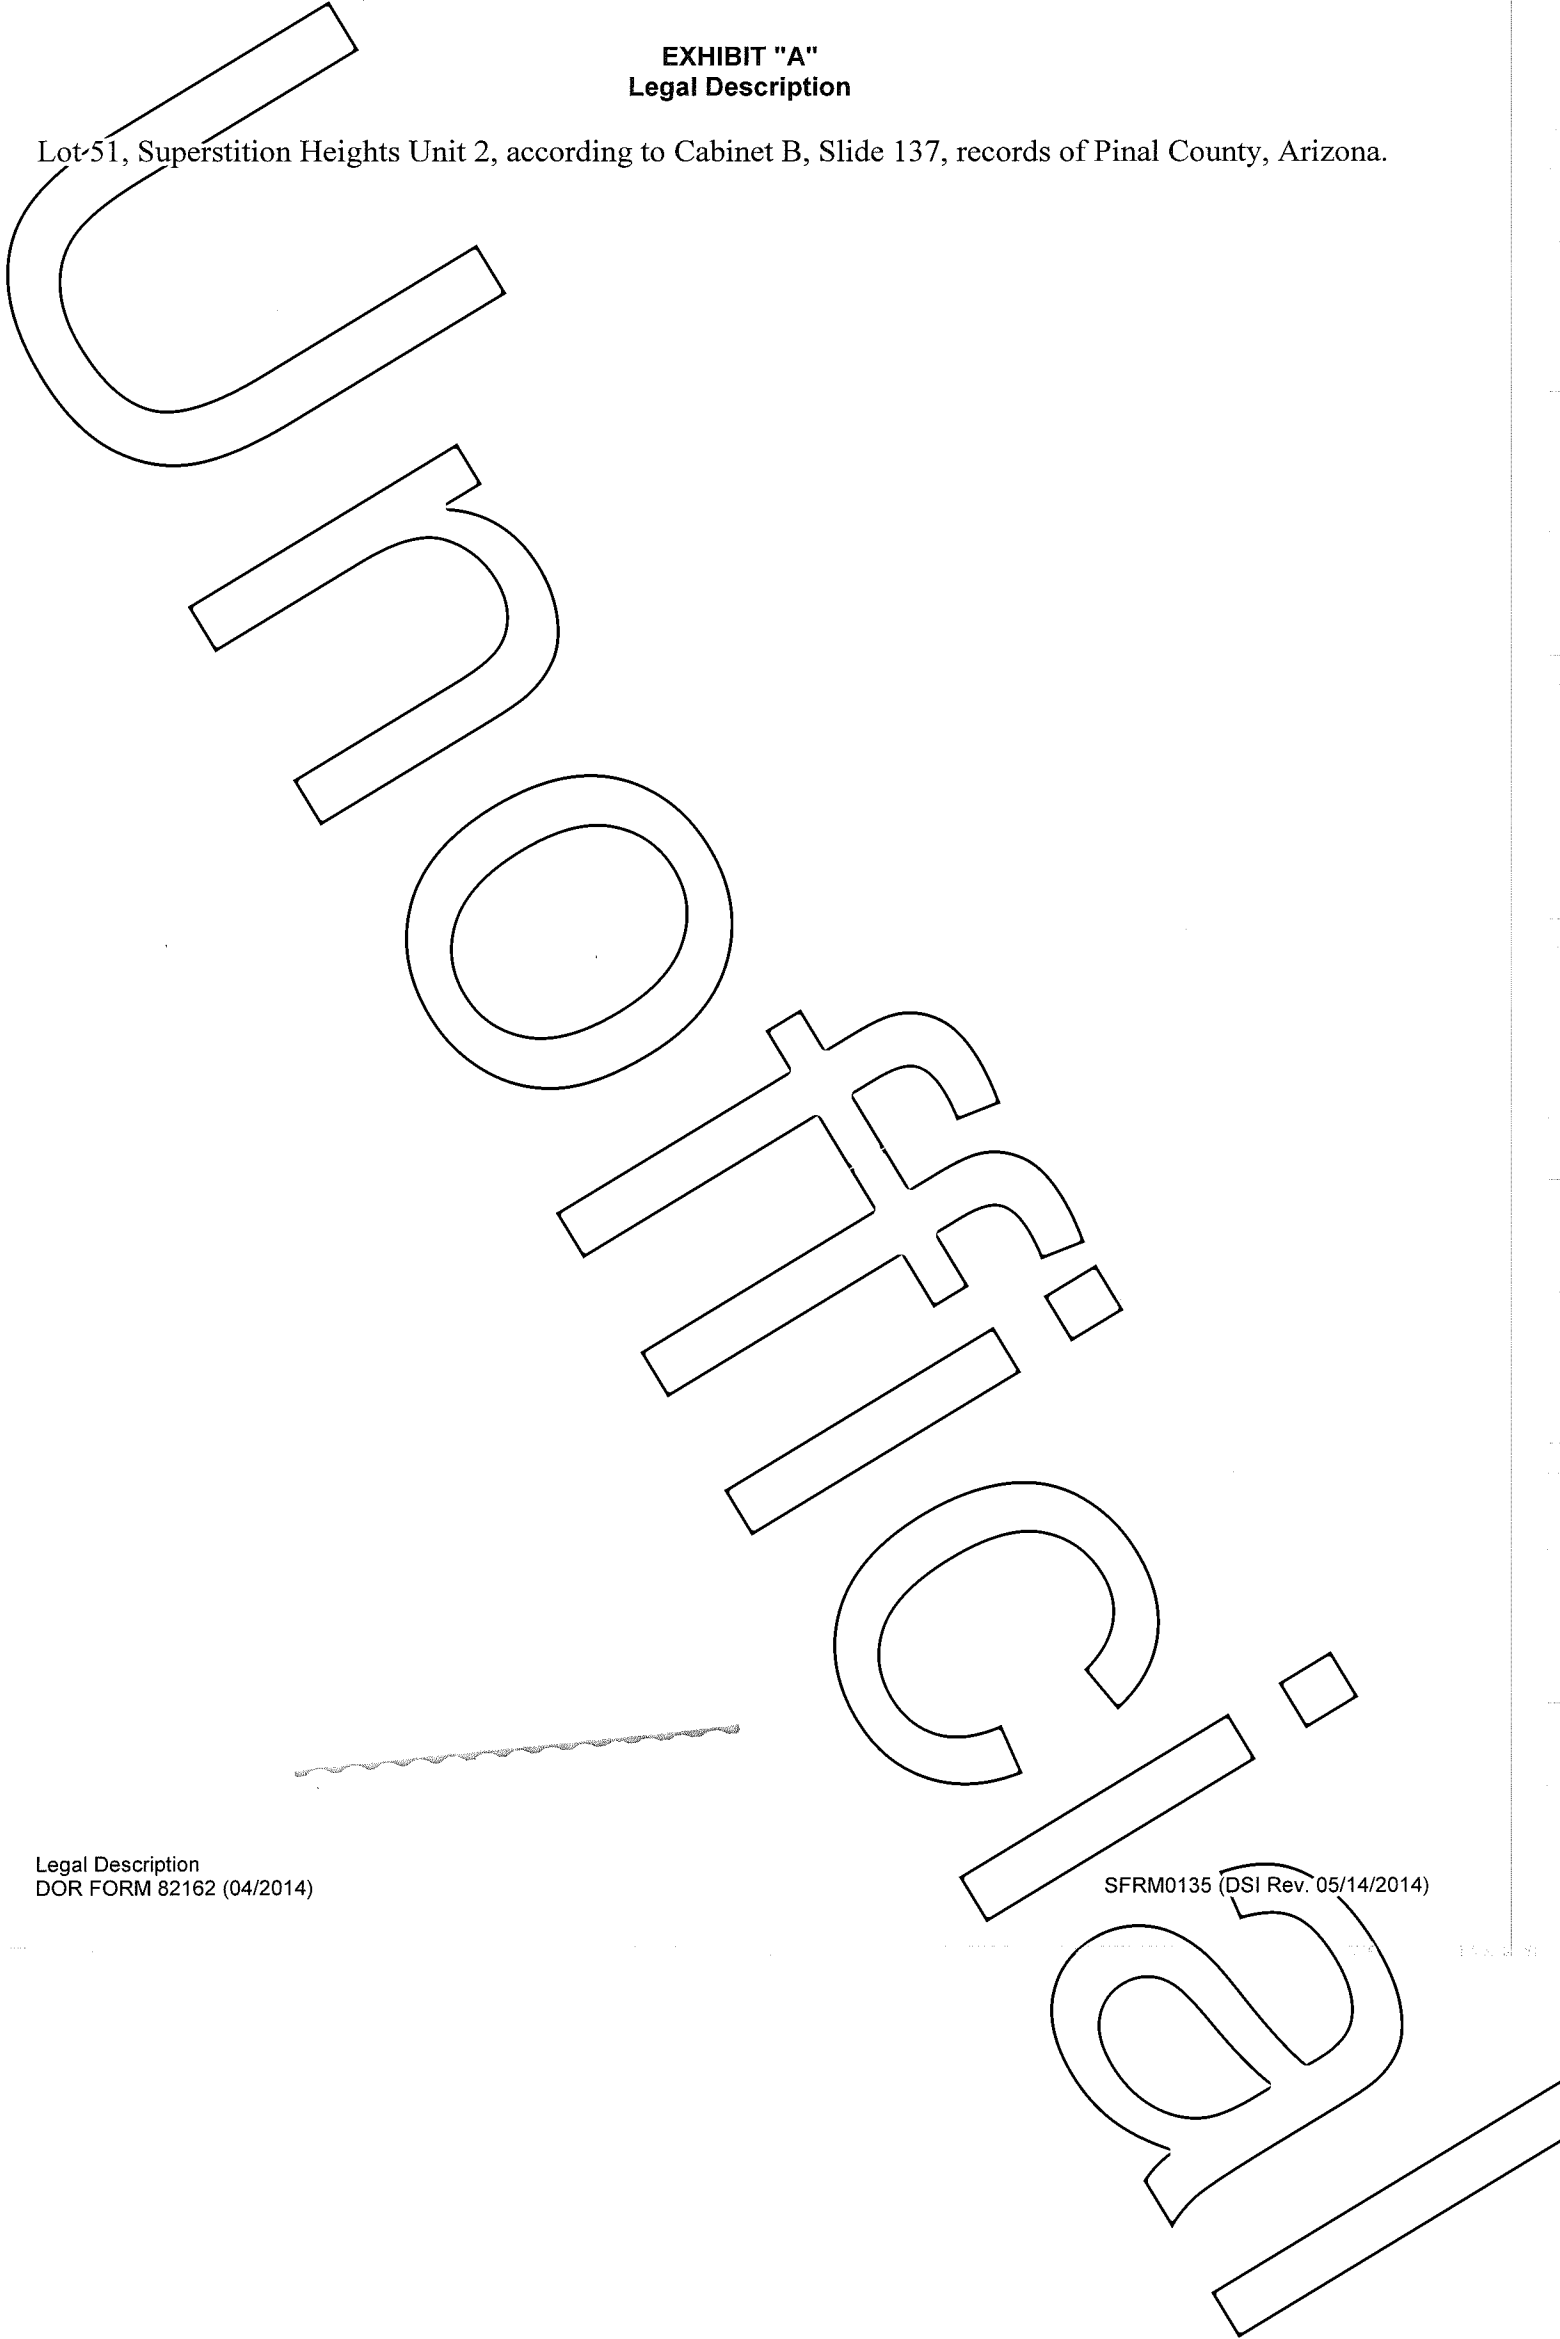 EXHIBIT "A"
Legal Description
Lot 51, Superstition Heights Unit 2, according to Cabinet B, Slide 137, records of Pinal County, Arizona.
Unofficial
Legal Description
DOR FORM 82162 (04/2014)
SFRM0135 (DSI Rev. 05/14/2014)